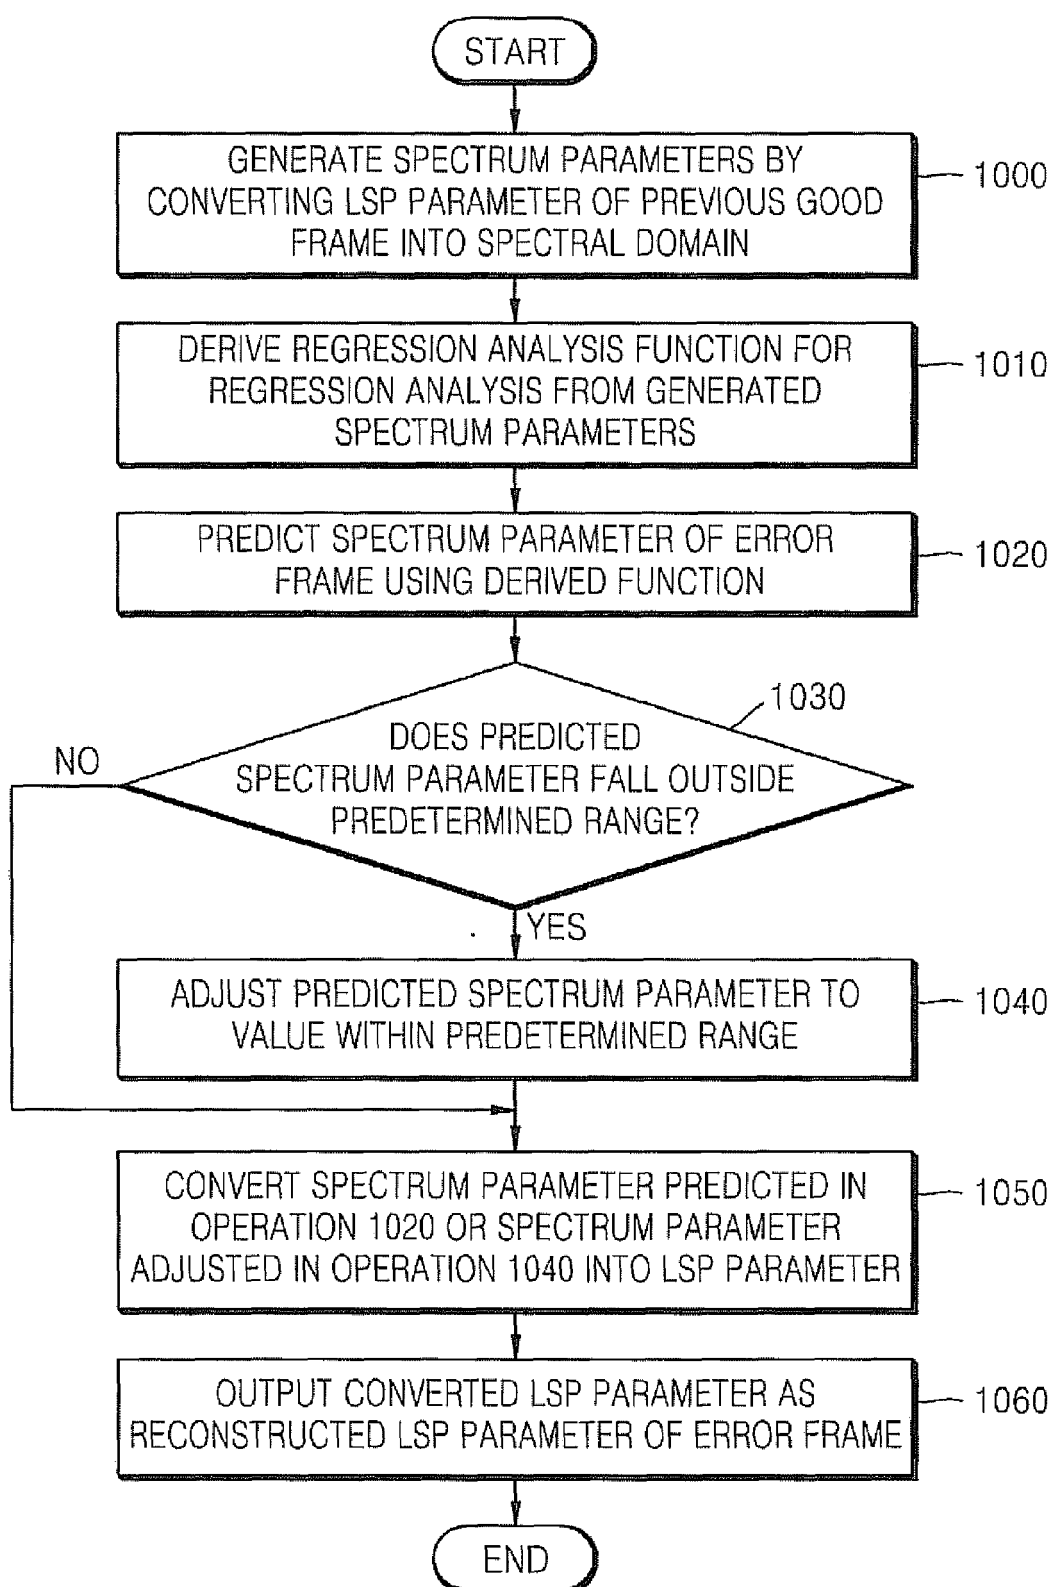 START
GENERATE SPECTRUM PARAMETERS BY
CONVERTING LSP PARAMETER OF PREVIOUS GOOD
FRAME INTO SPECTRAL DOMAIN
1000
DERIVE REGRESSION ANALYSIS FUNCTION FOR
REGRESSION ANALYSIS FROM GENERATED
SPECTRUM PARAMETERS
1010
PREDICT SPECTRUM PARAMETER OF ERROR
FRAME USING DERIVED FUNCTION
1020
1030
DOES PREDICTED
SPECTRUM PARAMETER FALL OUTSIDE
PREDETERMINED RANGE?
NO
YES
ADJUST PREDICTED SPECTRUM PARAMETER TO
VALUE WITHIN PREDETERMINED RANGE
1040
CONVERT SPECTRUM PARAMETER PREDICTED IN
OPERATION 1020 OR SPECTRUM PARAMETER
ADJUSTED IN OPERATION 1040 INTO LSP PARAMETER
1050
OUTPUT CONVERTED LSP PARAMETER AS
RECONSTRUCTED LSP PARAMETER OF ERROR FRAME
1060
END